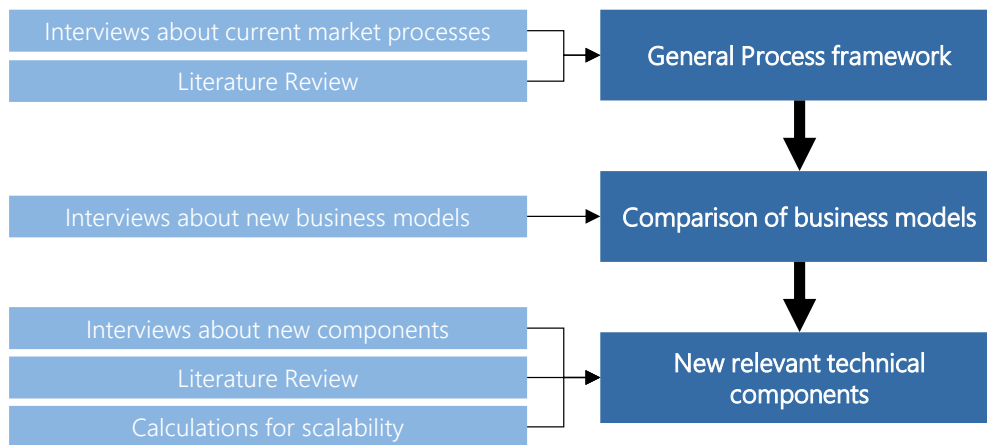 Interviews about current market processes
Literature Review
General Process framework
Interviews about new business models
Comparison of business models
Interviews about new components
Literature Review
Calculations for scalability
New relevant technical
components